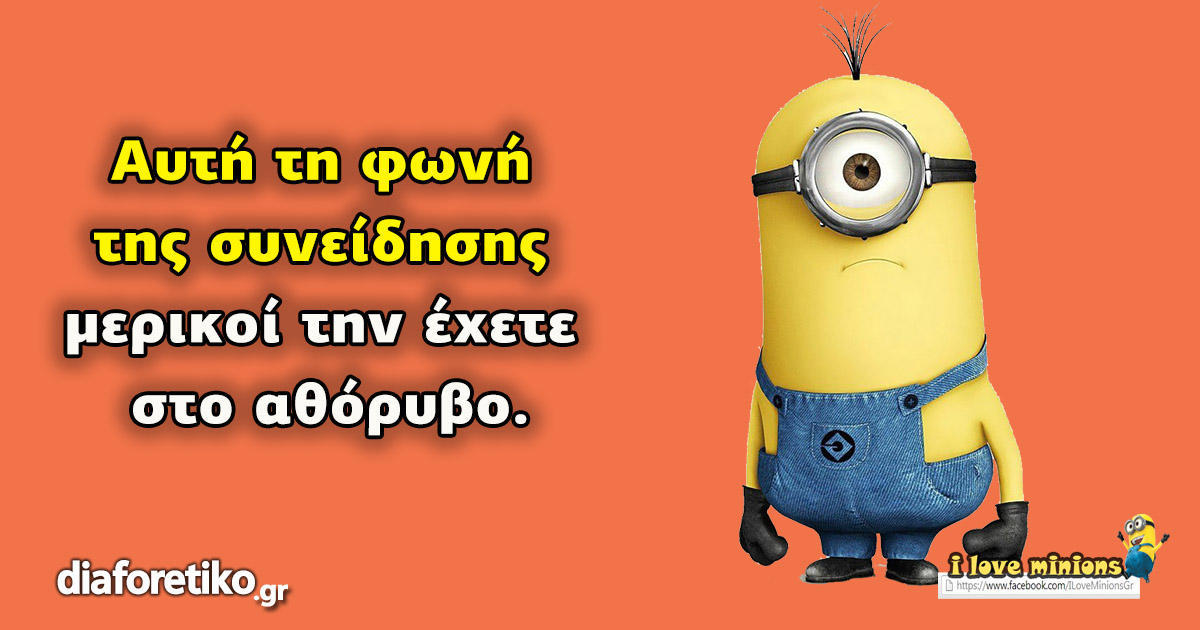 Αυτή τη φωνή
της συνείδησης
μερικοί την έχετε
στο αθόρυβο.
diaforetiko.gr
i love minions
https://www.facebook.com/ILoveMinionsGr